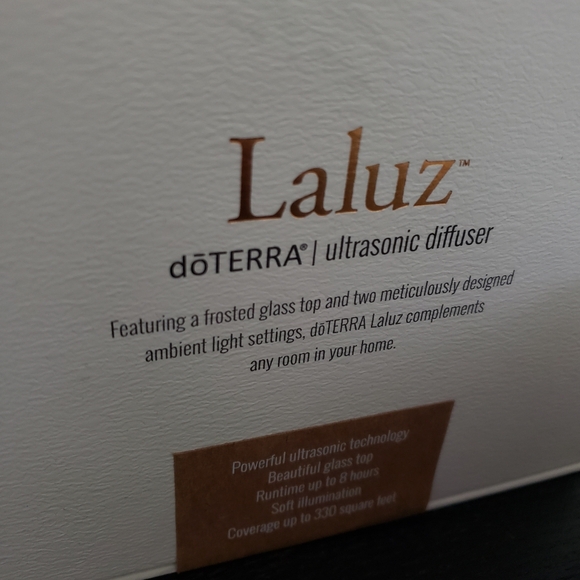 Laluz™
dōTERRA® | ultrasonic diffuser
Featuring a frosted glass top and two meticulously designed
ambient light settings, dōTERRA Laluz complements
any room in your home.
Powerful ultrasonic technology
Beautiful glass top
Runtime up to 8 hours
Soft illumination
Coverage up to 330 square feet